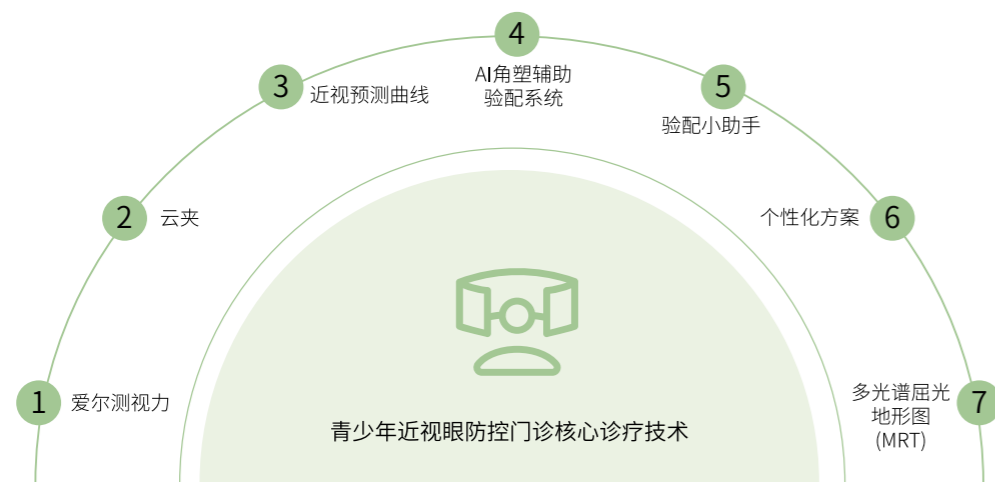 1
爱尔测视力
2
云夹
3
近视预测曲线
4
AI角塑辅助
验配系统
5
验配小助手
6
个性化方案
7
多光谱屈光
地形图
(MRT)
青少年近视眼防控门诊核心诊疗技术